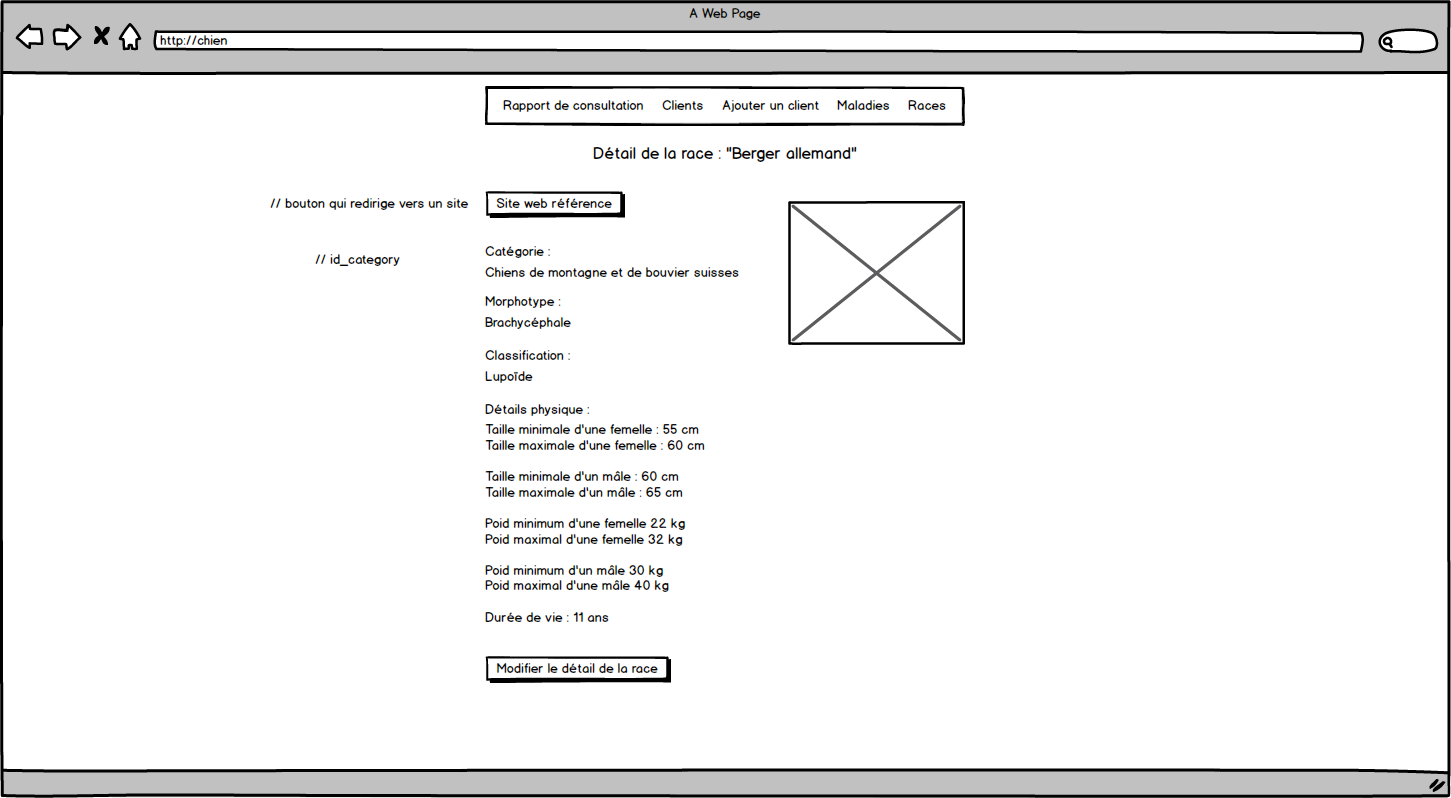 A Web Page
http://chien
Rapport de consultation Clients Ajouter un client Maladies Races
Détail de la race : "Berger allemand"
// bouton qui redirige vers un site
Site web référence
// id_category
Catégorie :
Chiens de montagne et de bouvier suisses
Morphotype :
Brachycéphale
Classification :
Lupoïde
Détails physique :
Taille minimale d'une femelle : 55 cm
Taille maximale d'une femelle : 60 cm
Taille minimale d'un mâle : 60 cm
Taille maximale d'un mâle : 65 cm
Poid minimum d'une femelle 22 kg
Poid maximal d'une femelle 32 kg
Poid minimum d'un mâle 30 kg
Poid maximal d'une mâle 40 kg
Durée de vie : 11 ans
Modifier le détail de la race